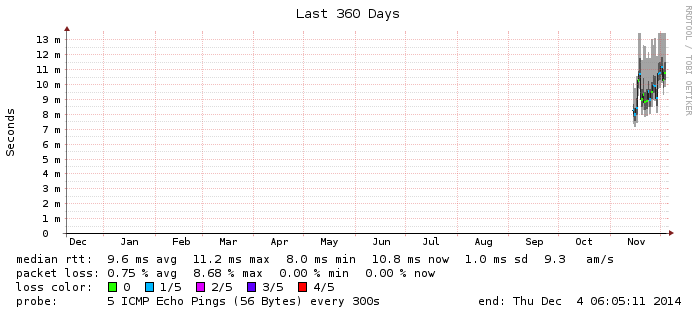 Last 360 Days
RRDTOOL / TOBI OETIKER
Seconds
13 m
12 m
11 m
10 m
9 m
8 m
7 m
6 m
5 m
4 m
3 m
2 m
1 m
0
Dec Jan Feb Mar Apr May Jun Jul Aug Sep Oct Nov
median rtt: 9.6 ms avg 11.2 ms max 8.0 ms min 10.8 ms now 1.0 ms sd 9.3 am/s
packet loss: 0.75 % avg 8.68 % max 0.00 % min 0.00 % now
loss color: 0 1/5 2/5 3/5 4/5
probe: 5 ICMP Echo Pings (56 Bytes) every 300s end: Thu Dec 4 06:05:11 2014